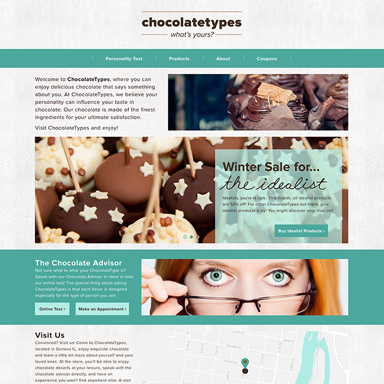 chocolatetypes
what's yours?
Personality Test
Products
About
Coupons
Welcome to ChocolateTypes, where you can
enjoy delicious chocolate that says something
about you. At ChocolateTypes, we believe your
personality can influence your taste in
chocolate. Our chocolate is made of the finest
ingredients for your ultimate satisfaction.
Visit ChocolateTypes and enjoy!
Winter Sale for...
the idealist
Idealists, you're in luck. This month, all idealist products
are 50% off! For other ChocolateTypes out there, give
idealist products a try! You might discover your true self.
Buy Idealist Products ›
The Chocolate Advisor
Not sure what is your ChocolateType is?
Speak with our Chocolate Advisor in store or take
our online test! The special thing about eating
ChocolateTypes is that each flavor is designed
especially for the type of person you are.
Online Test ›
Make an Appointment ›
Visit Us
Convinced? Visit us! Come to ChocolateTypes,
located in Geneva IL, enjoy exquisite chocolate
and learn a little bit more about yourself and your
loved ones. At the store, you'll be able to enjoy
chocolate deserts at your leisure, speak with the
chocolate advisor directly, and have an
experience you won't find anywhere else. A visit